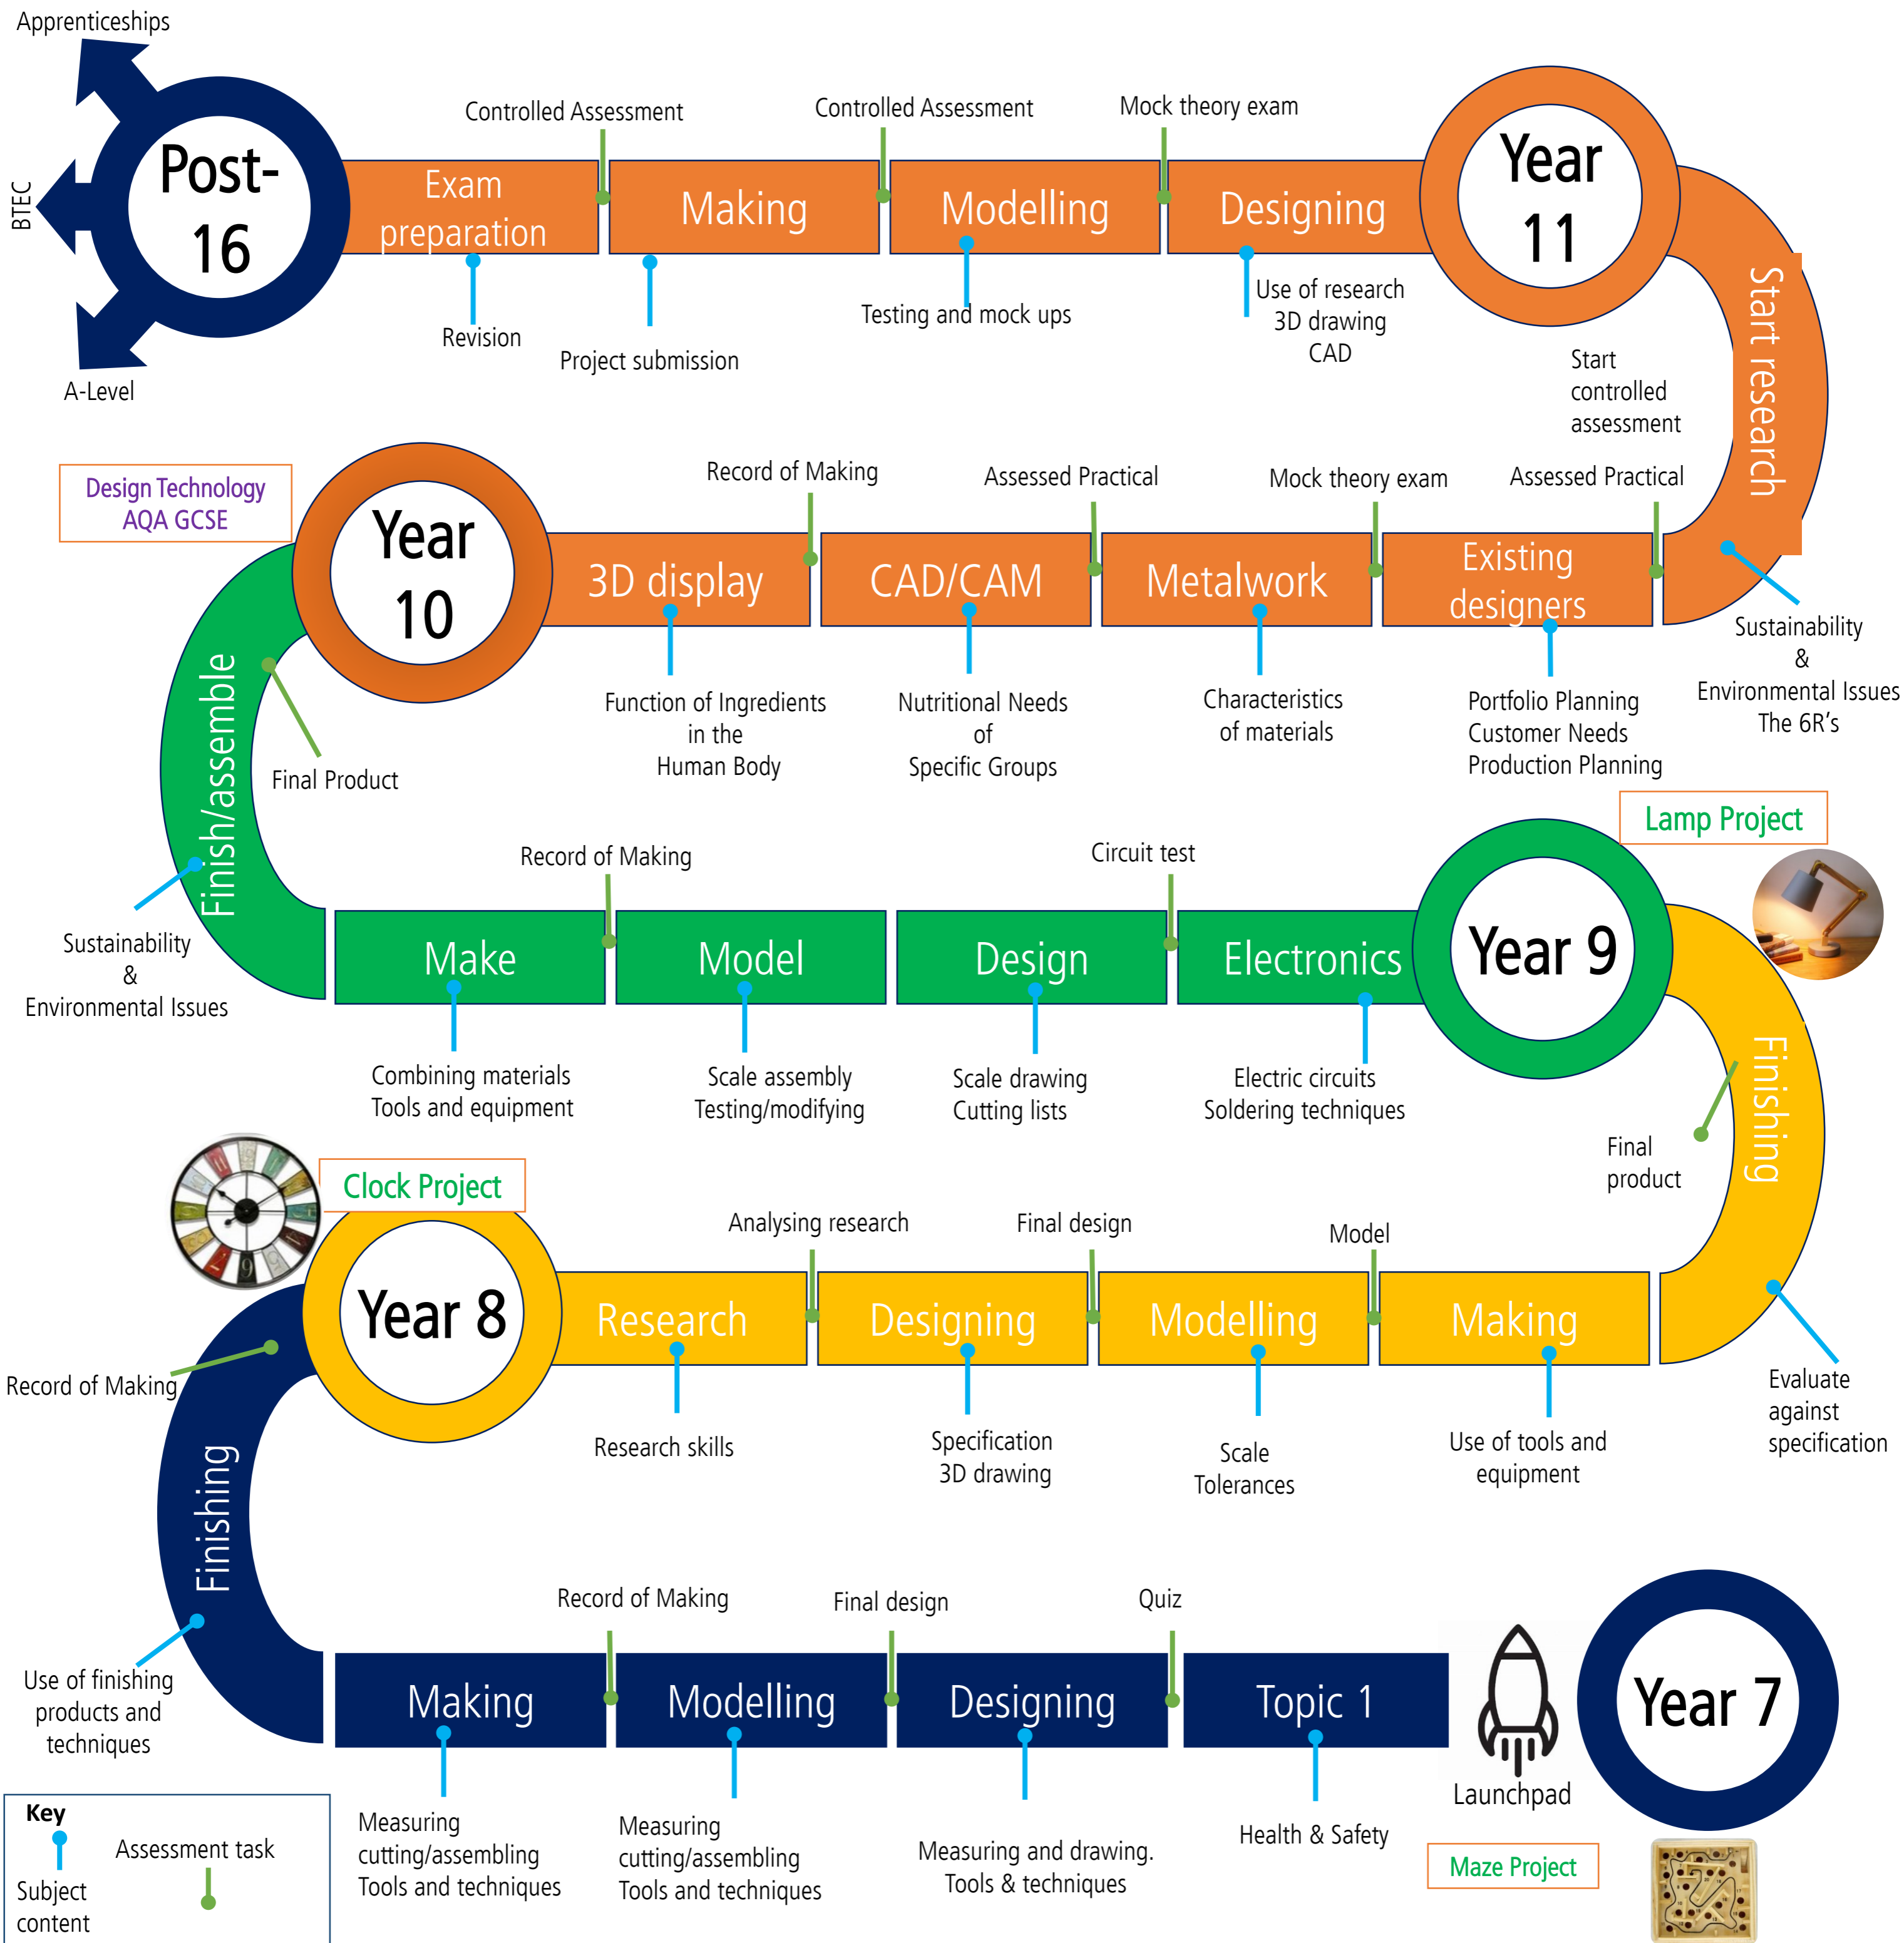 Apprenticeships
BTEC
A-Level
Post-
16
Controlled Assessment
Controlled Assessment
Mock theory exam
Exam
preparation
Making
Modelling
Designing
Year
11
Revision
Project submission
Testing and mock ups
Use of research
3D drawing
CAD
Start
controlled
assessment
Start research
Design Technology
AQA GCSE
Year
10
Record of Making
Assessed Practical
Mock theory exam
Assessed Practical
3D display
CAD/CAM
Metalwork
Existing
designers
Function of Ingredients
in the
Human Body
Nutritional Needs
of
Specific Groups
Characteristics
of materials
Portfolio Planning
Customer Needs
Production Planning
Sustainability
&
Environmental Issues
The 6R's
Finish/assemble
Final Product
Sustainability
&
Environmental Issues
Lamp Project
Record of Making
Circuit test
Make
Model
Design
Electronics
Year 9
Combining materials
Tools and equipment
Scale assembly
Testing/modifying
Scale drawing
Cutting lists
Electric circuits
Soldering techniques
Finishing
Final
product
Clock Project
Analysing research
Final design
Model
Year 8
Research
Designing
Modelling
Making
Record of Making
Research skills
Specification
3D drawing
Scale
Tolerances
Use of tools and
equipment
Evaluate
against
specification
Finishing
Use of finishing
products and
techniques
Record of Making
Final design
Quiz
Making
Modelling
Designing
Topic 1
Launchpad
Year 7
Measuring
cutting/assembling
Tools and techniques
Measuring
cutting/assembling
Tools and techniques
Measuring and drawing.
Tools & techniques
Health & Safety
Maze Project
Key
Assessment task
Subject
content